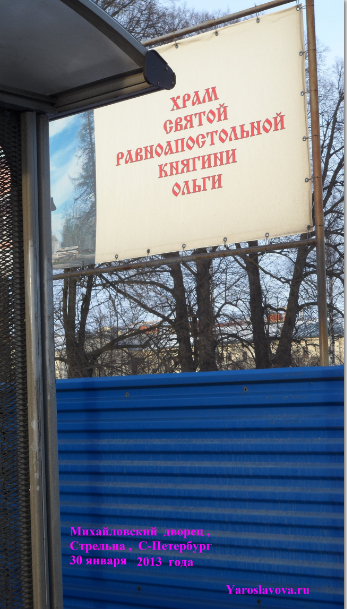 ХРАМ
СВЯТОЙ
РАВНОАПОСТОЛЬНОЙ
КНЯГИНИ
ОЛЬГИ
Михайловский дворец ,
Стрельна , С-Петербург
30 января 2013 года
Yaroslavova.ru